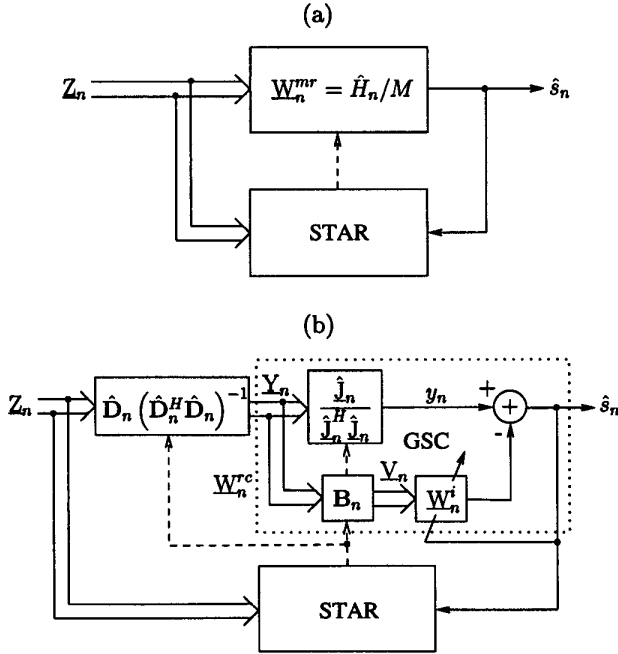 (a)
Z_n
W_n^{mr} = Ĥ_n/M
ŝ_n
STAR
(b)
Z_n
D̂_n (D̂_n^H D̂_n)^{-1}
Y_n
Ĵ_n
Ĵ_n^H Ĵ_n
y_n
+
+
ŝ_n
-
GSC
W_n^{rc}
B_n
V_n
W_n^i
STAR